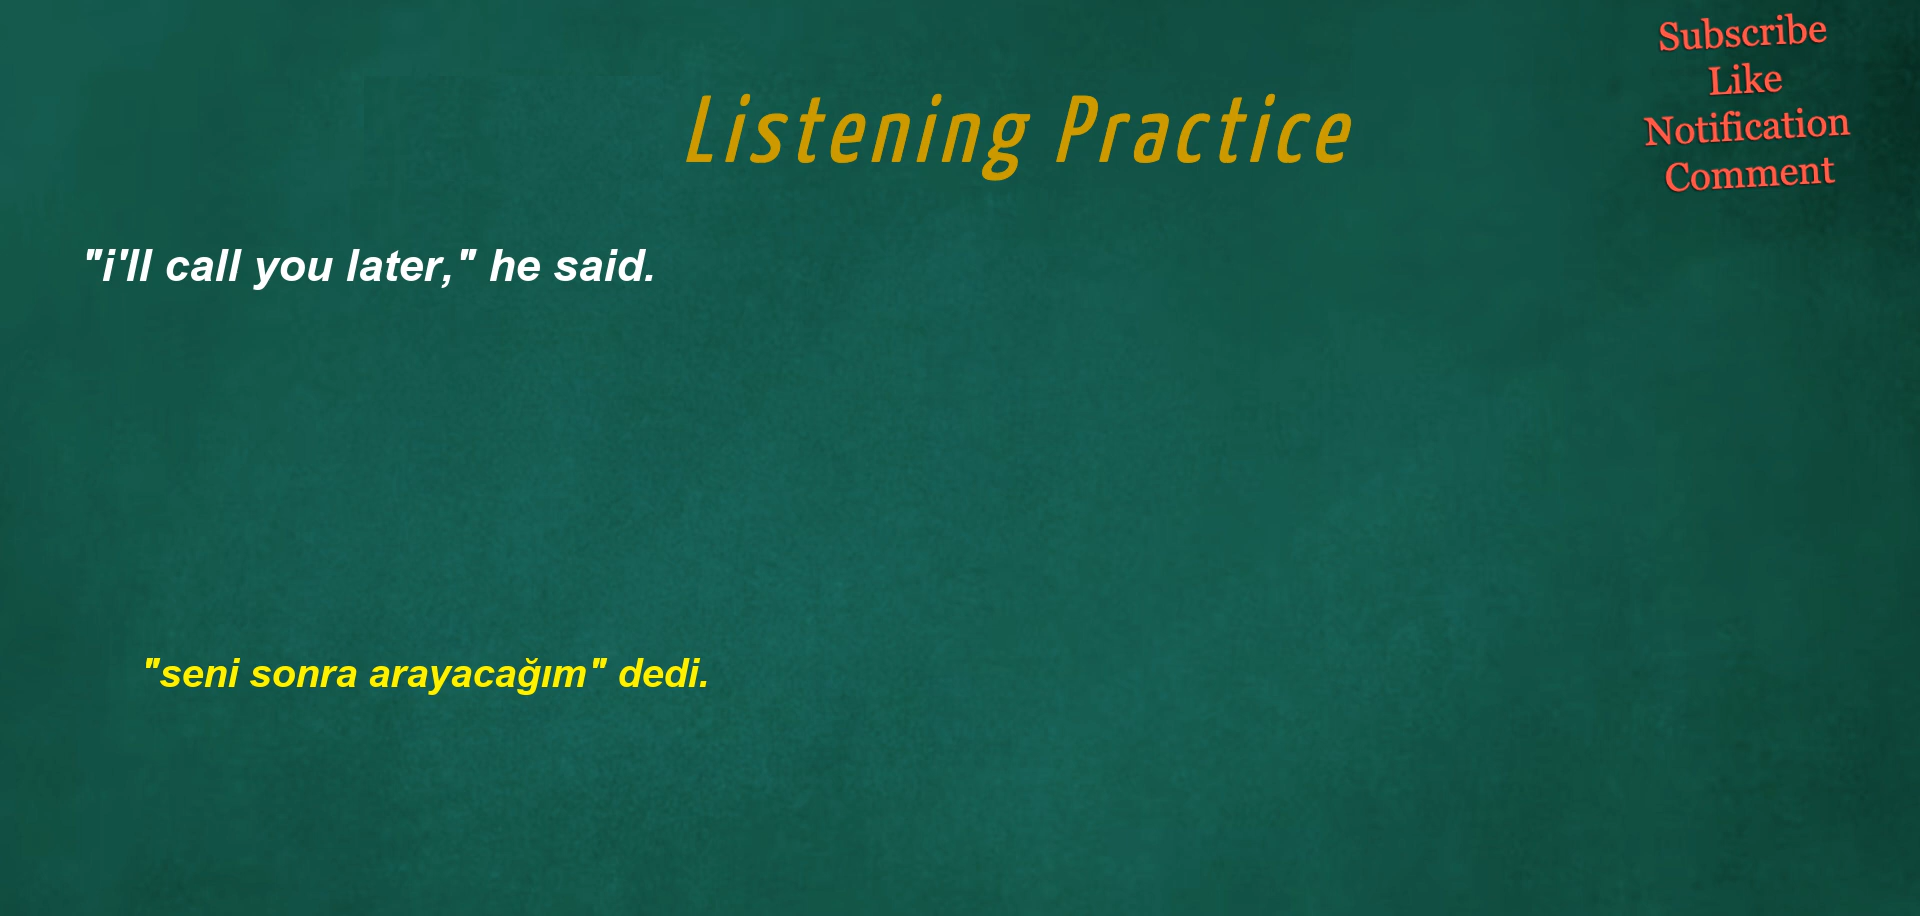 Subscribe
Like
Notification
Comment
Listening Practice
"i'll call you later," he said.
"seni sonra arayacağım" dedi.